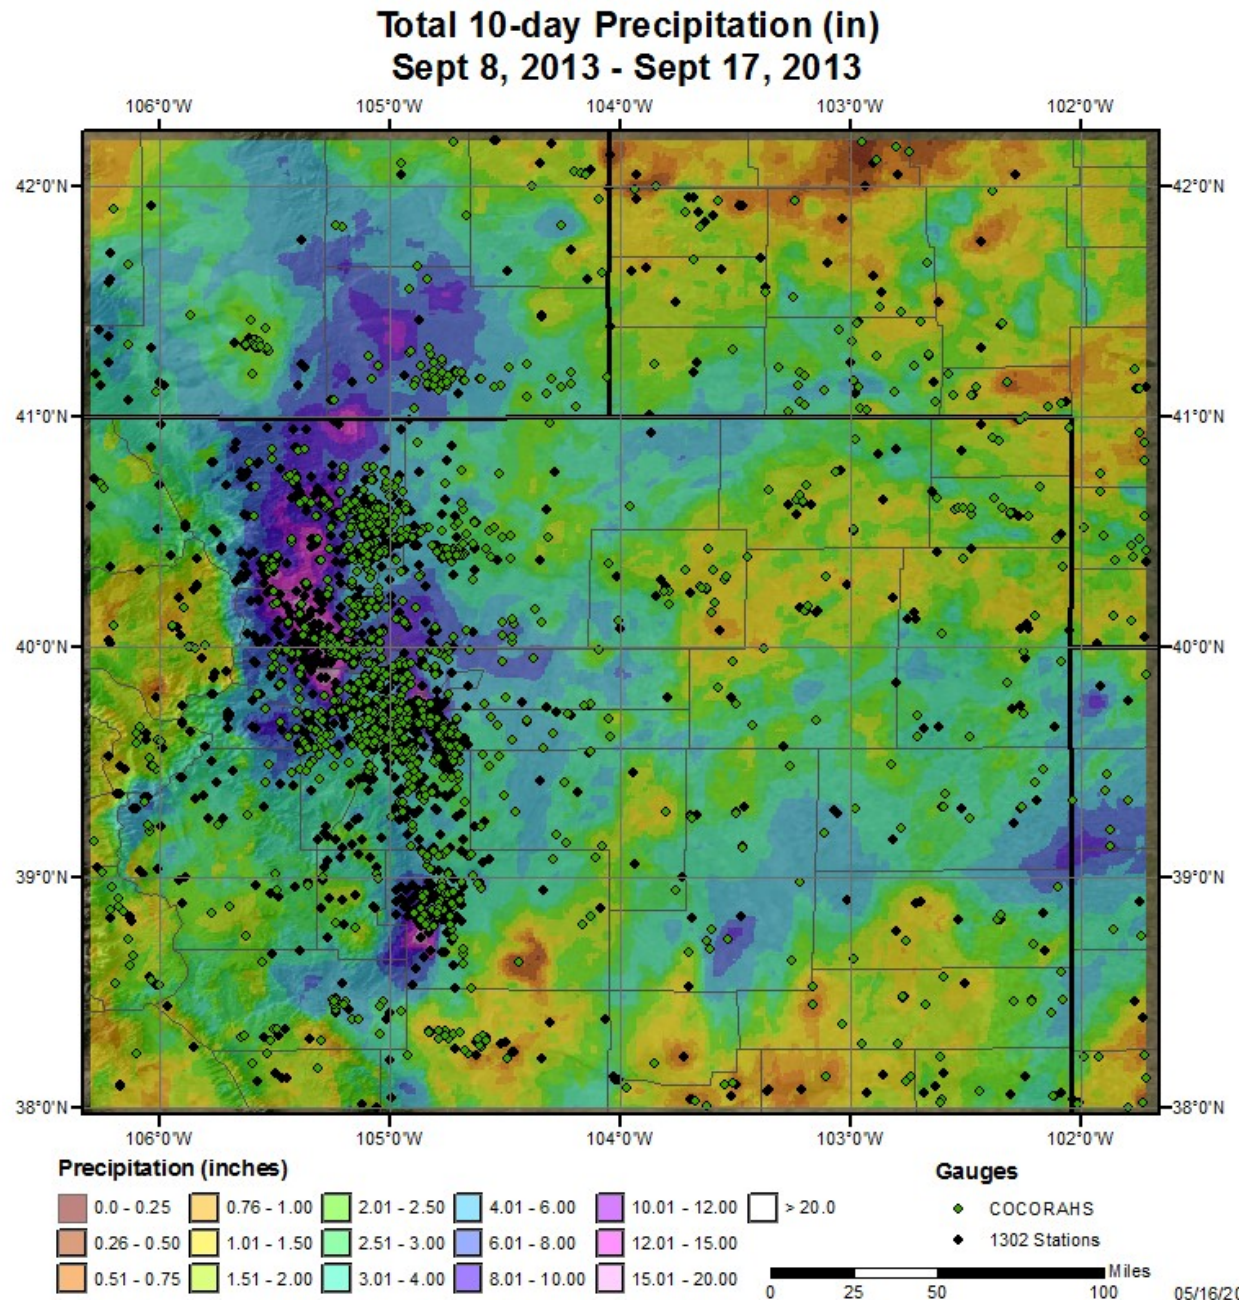 Total 10-day Precipitation (in)
Sept 8, 2013 - Sept 17, 2013
106°0'W 105°0'W 104°0'W 103°0'W 102°0'W
42°0'N 42°0'N
41°0'N 41°0'N
40°0'N 40°0'N
39°0'N 39°0'N
38°0'N 38°0'N
106°0'W 105°0'W 104°0'W 103°0'W 102°0'W
Precipitation (inches) Gauges
0.0 - 0.25 0.76 - 1.00 2.01 - 2.50 4.01 - 6.00 10.01 - 12.00 > 20.0 COCORAHS
0.26 - 0.50 1.01 - 1.50 2.51 - 3.00 6.01 - 8.00 12.01 - 15.00 1302 Stations
0.51 - 0.75 1.51 - 2.00 3.01 - 4.00 8.01 - 10.00 15.01 - 20.00 Miles
0 25 50 100 05/16/20